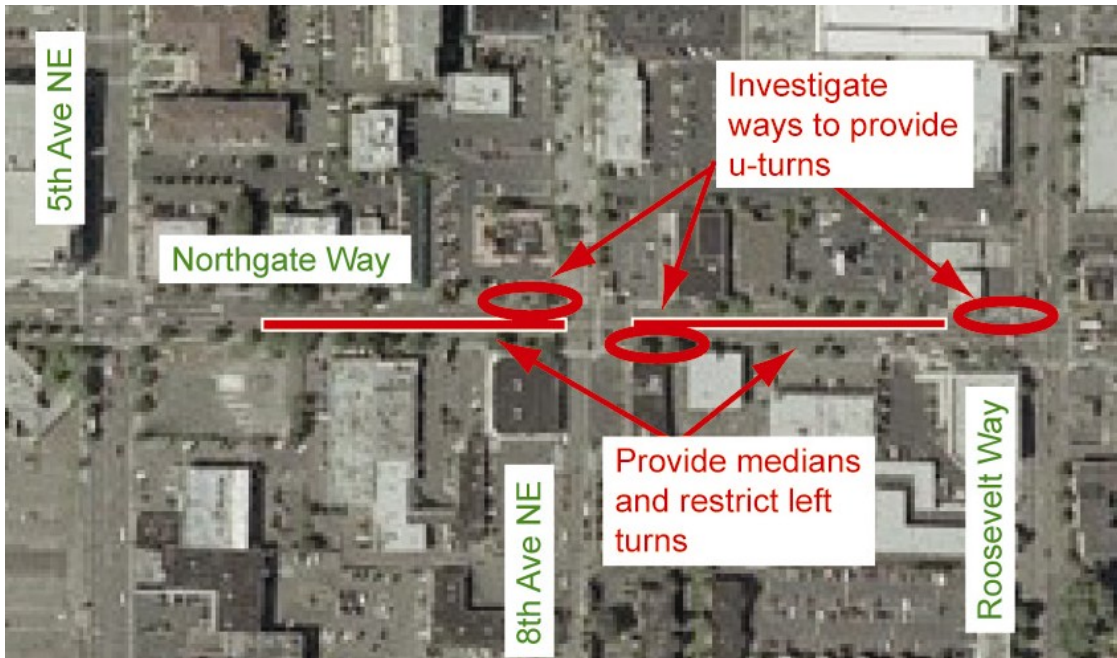 5th Ave NE
Investigate
ways to provide
u-turns
Northgate Way
Provide medians
and restrict left
turns
8th Ave NE
Roosevelt Way